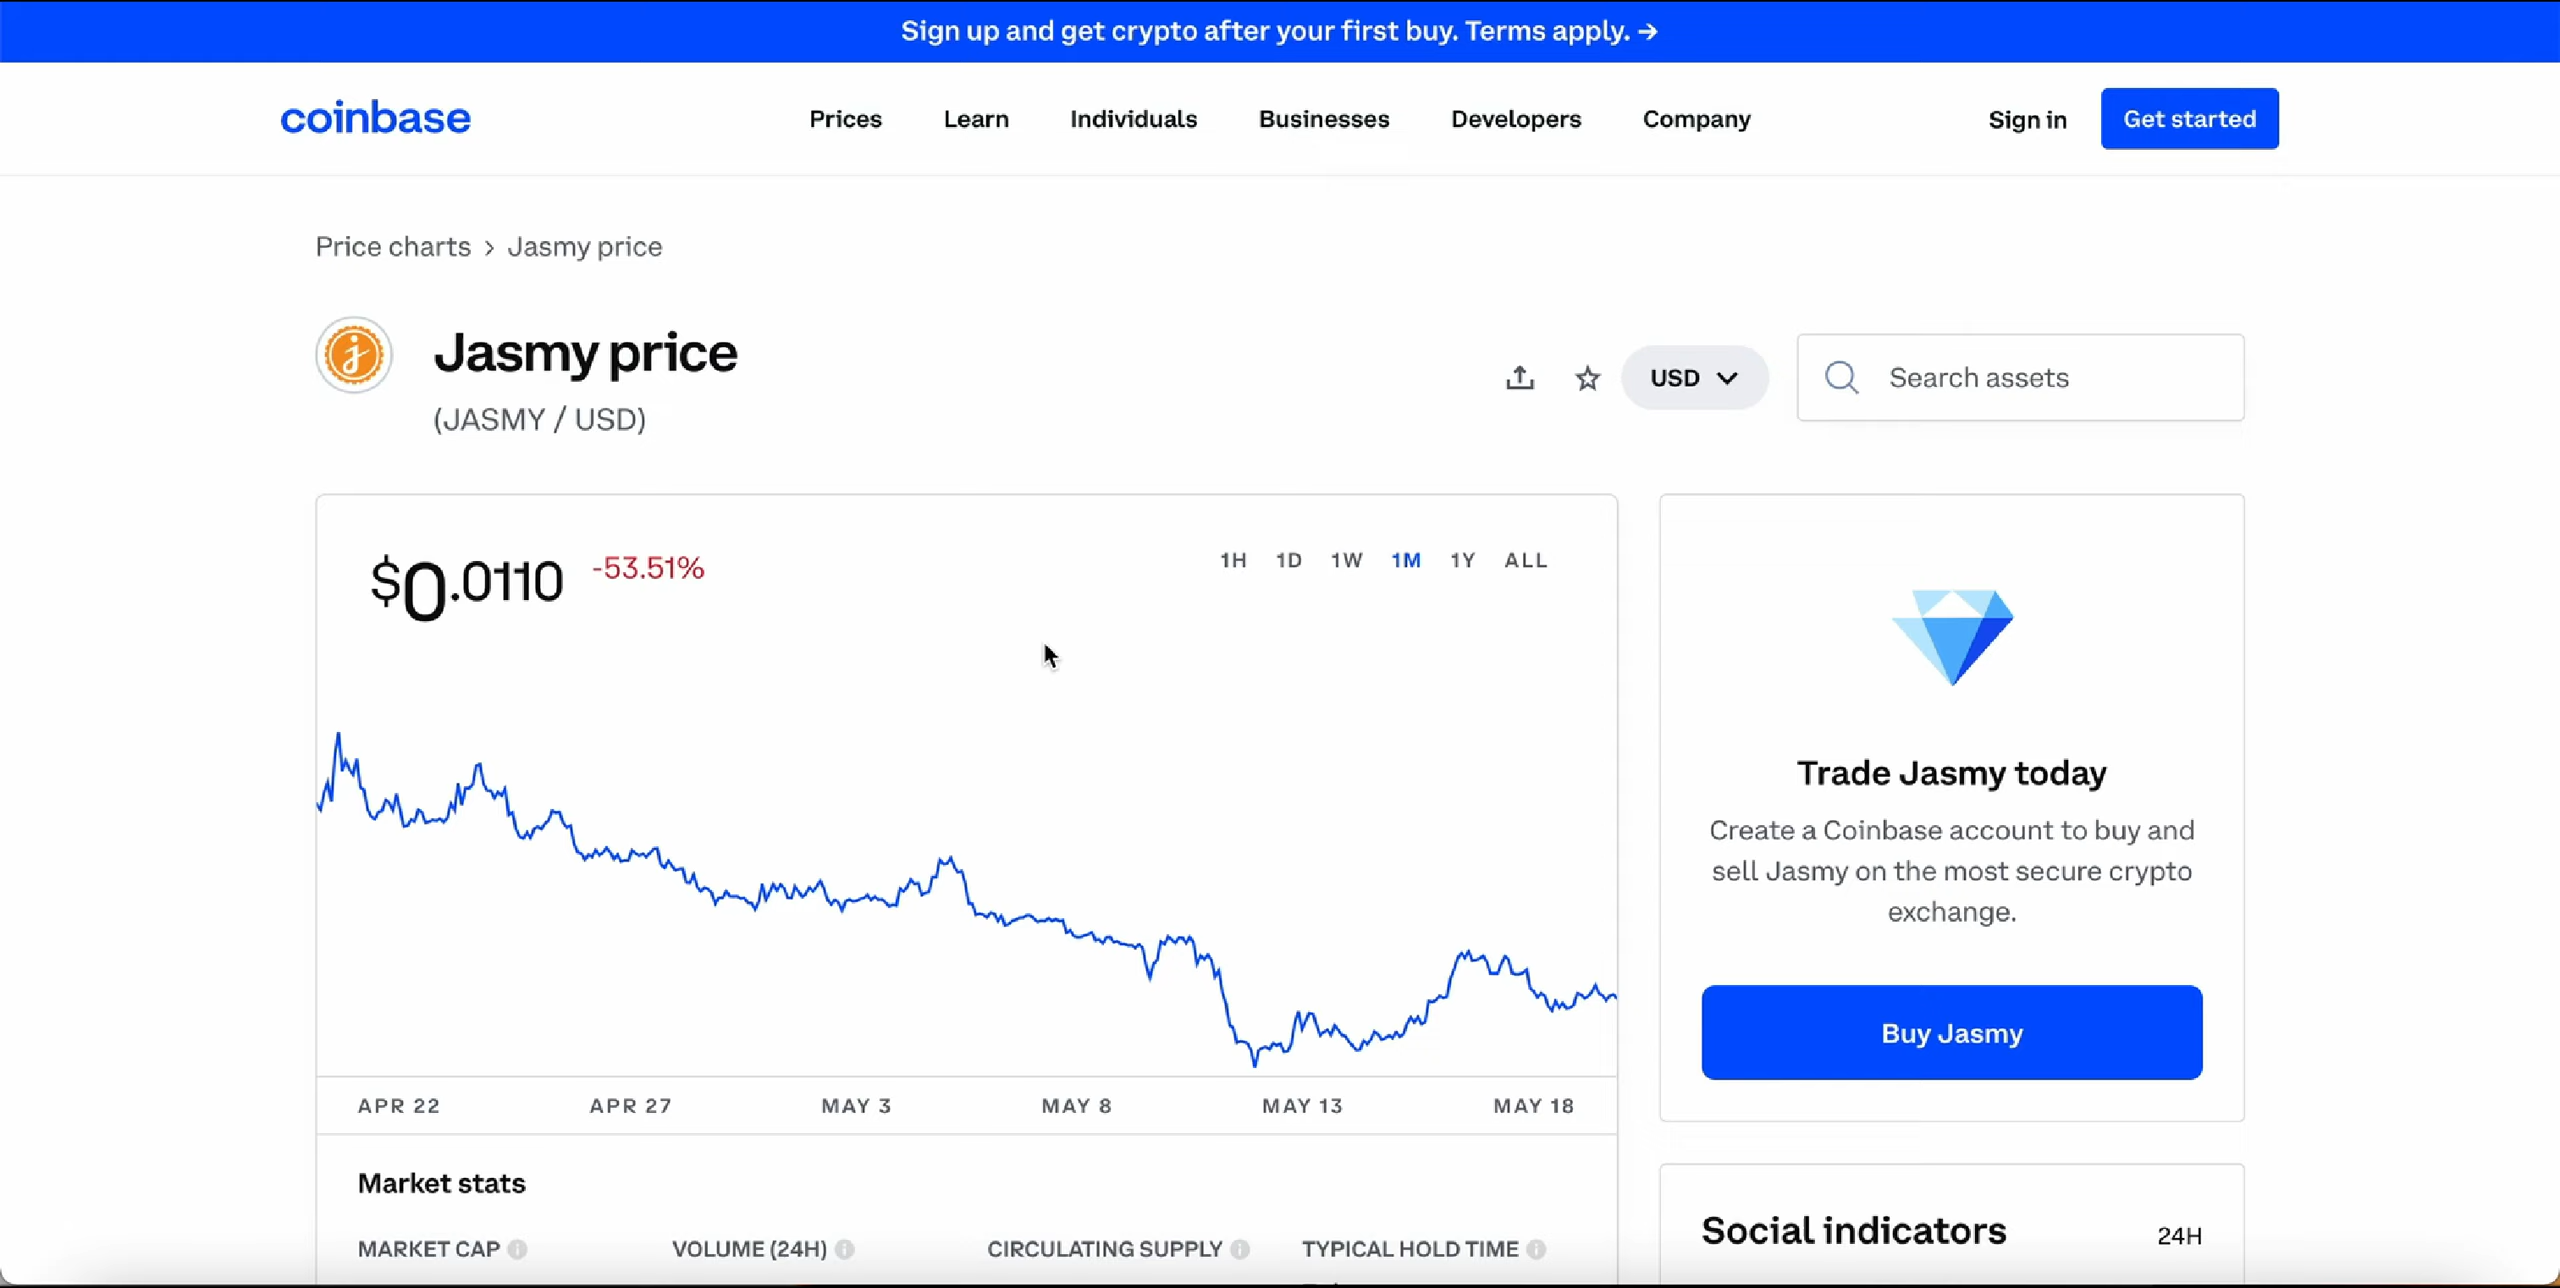 Sign up and get crypto after your first buy. Terms apply. →
coinbase
Prices Learn Individuals Businesses Developers Company Sign in Get started
Price charts > Jasmy price
Jasmy price
(JASMY / USD)
USD
Search assets
$0.0110 -53.51%
1H 1D 1W 1M 1Y ALL
APR 22 APR 27 MAY 3 MAY 8 MAY 13 MAY 18
Trade Jasmy today
Create a Coinbase account to buy and
sell Jasmy on the most secure crypto
exchange.
Buy Jasmy
Market stats
MARKET CAP VOLUME (24H) CIRCULATING SUPPLY TYPICAL HOLD TIME
Social indicators 24H